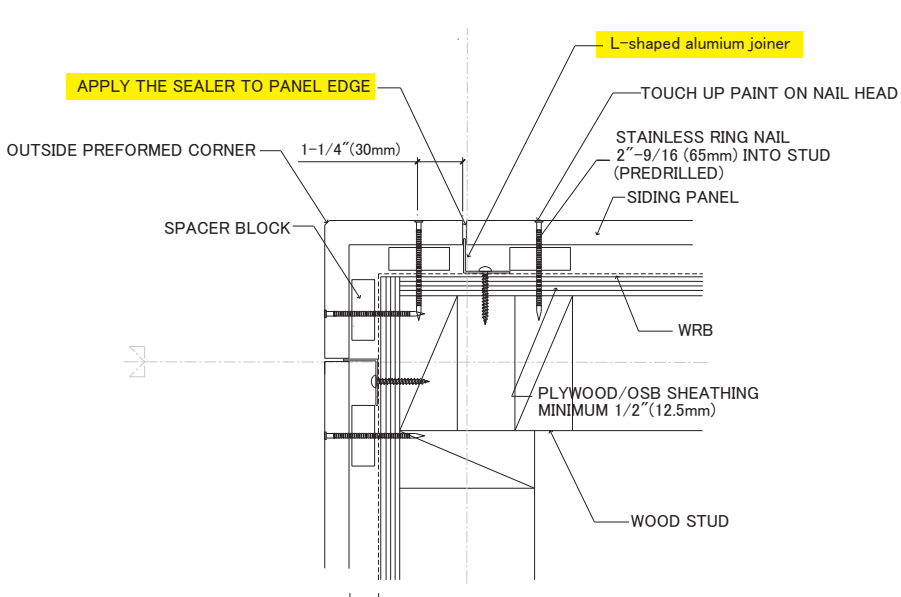 L-shaped alumium joiner
APPLY THE SEALER TO PANEL EDGE
TOUCH UP PAINT ON NAIL HEAD
OUTSIDE PREFORMED CORNER
1-1/4"(30mm)
STAINLESS RING NAIL
2"-9/16 (65mm) INTO STUD
(PREDRILLED)
SIDING PANEL
SPACER BLOCK
WRB
PLYWOOD/OSB SHEATHING
MINIMUM 1/2"(12.5mm)
WOOD STUD